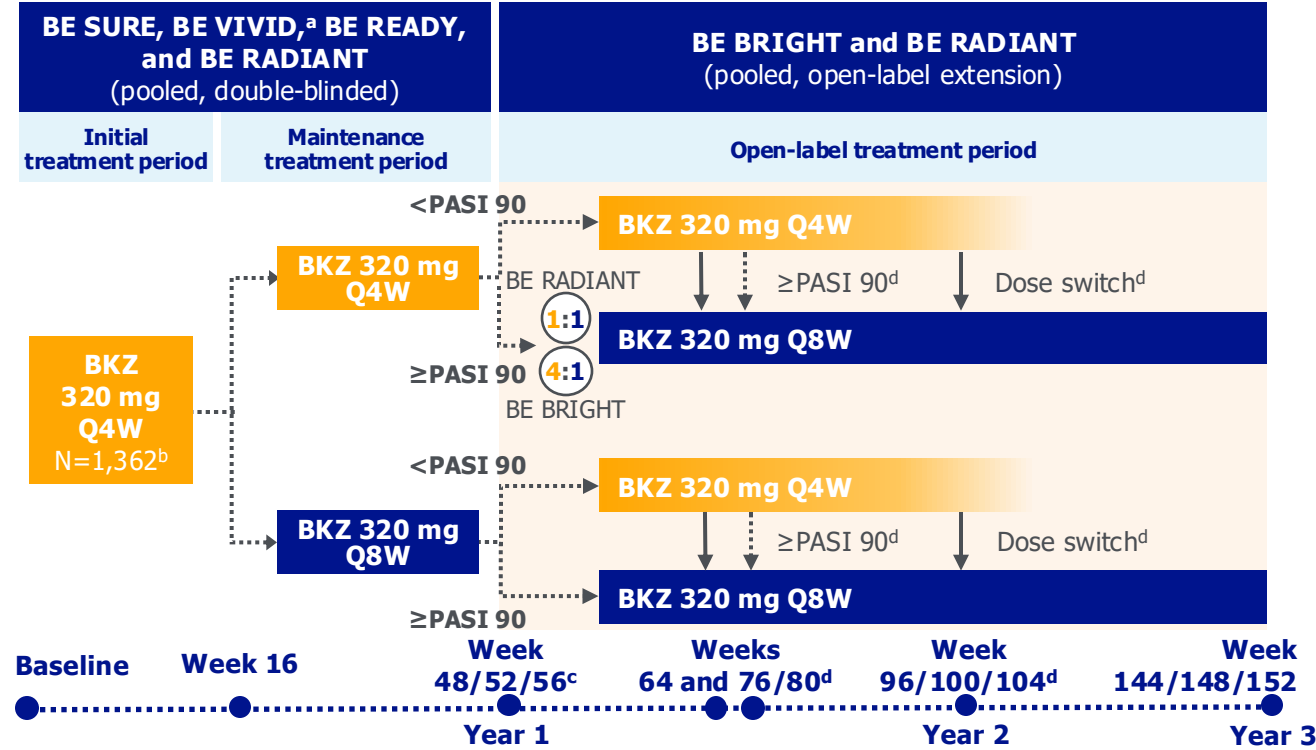 BE SURE, BE VIVID,ᵃ BE READY,
and BE RADIANT
(pooled, double-blinded)
BE BRIGHT and BE RADIANT
(pooled, open-label extension)
Initial
treatment period
Maintenance
treatment period
Open-label treatment period
<PASI 90
BKZ 320 mg Q4W
BKZ 320 mg
Q4W
BE RADIANT
≥PASI 90ᵈ
Dose switchᵈ
1:1
BKZ 320 mg Q8W
BKZ
320 mg
Q4W
N=1,362ᵇ
≥PASI 90
4:1
BE BRIGHT
<PASI 90
BKZ 320 mg Q4W
BKZ 320 mg
Q8W
≥PASI 90ᵈ
Dose switchᵈ
BKZ 320 mg Q8W
≥PASI 90
Baseline
Week 16
Week
48/52/56ᶜ
Weeks
64 and 76/80ᵈ
Week
96/100/104ᵈ
Week
144/148/152
Year 1
Year 2
Year 3